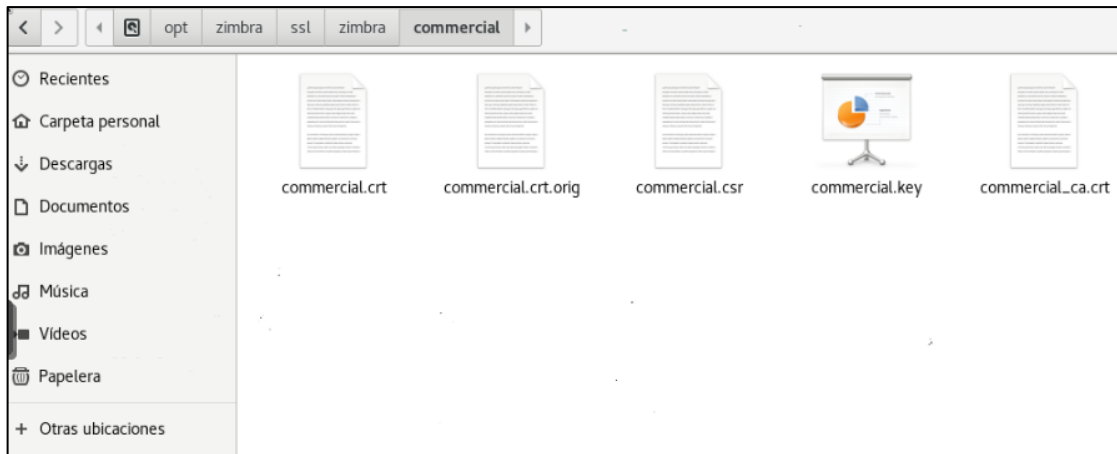 opt zimbra ssl zimbra commercial
Recientes
Carpeta personal
Descargas
Documentos
Imágenes
Música
Vídeos
Papelera
+ Otras ubicaciones
commercial.crt commercial.crt.orig commercial.csr commercial.key commercial_ca.crt